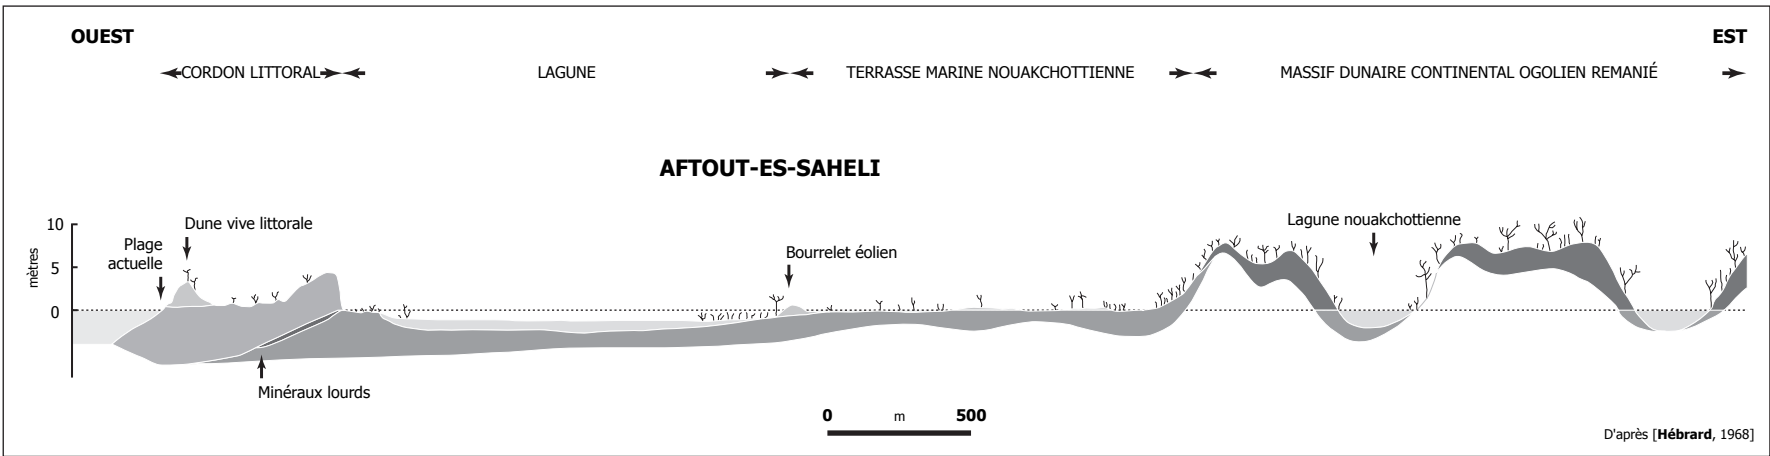 OUEST
EST
CORDON LITTORAL
LAGUNE
TERRASSE MARINE NOUAKCHOTTIENNE
MASSIF DUNAIRE CONTINENTAL OGOLIEN REMANIÉ
AFTOUT-ES-SAHELI
mètres
10
5
0
Plage
actuelle
Dune vive littorale
Bourrelet éolien
Lagune nouakchottienne
Minéraux lourds
0 m 500
D'après [Hébrard, 1968]